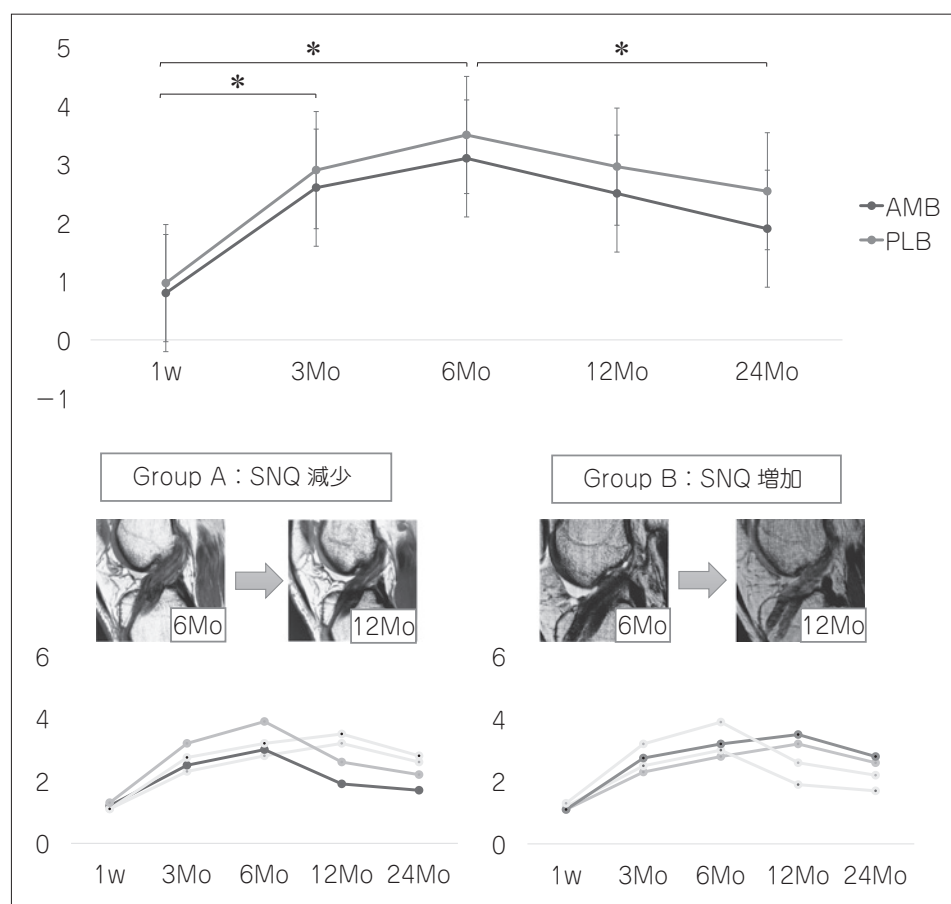 5
*
*
*
4
3
2
1
0
−1
1w
3Mo
6Mo
12Mo
24Mo
AMB
PLB
Group A：SNQ 減少
Group B：SNQ 増加
6Mo
12Mo
6Mo
12Mo
6
4
2
0
1w
3Mo
6Mo
12Mo
24Mo
6
4
2
0
1w
3Mo
6Mo
12Mo
24Mo